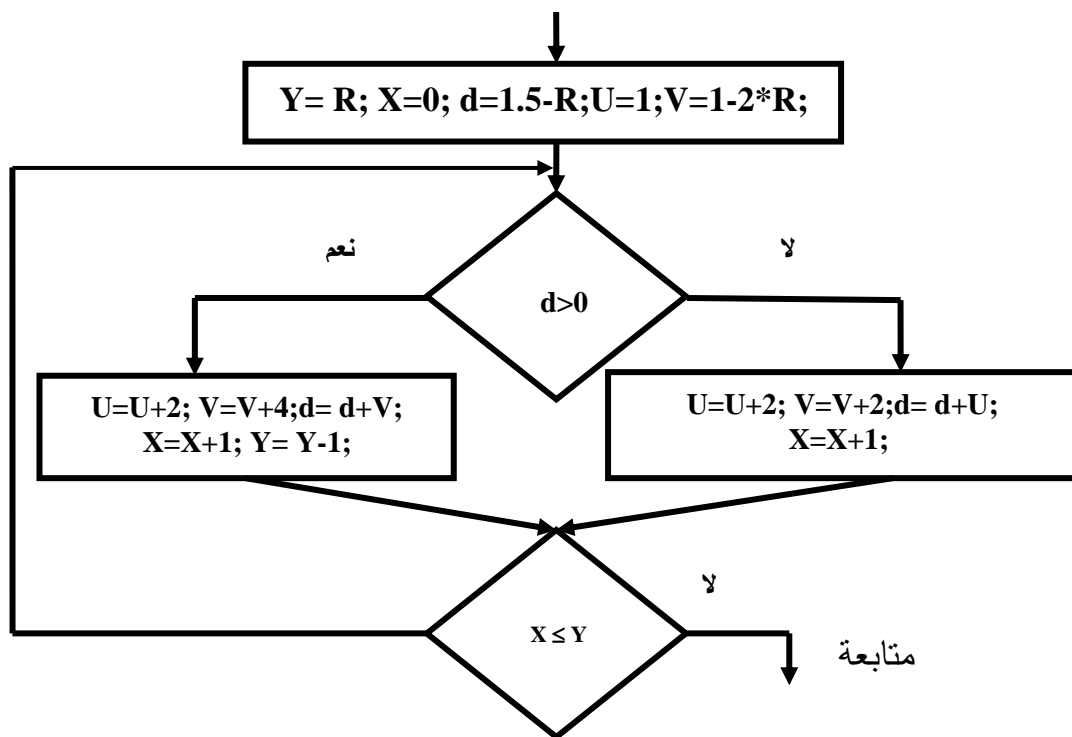 Y= R; X=0; d=1.5-R;U=1;V=1-2*R;
نعم
لا
d>0
U=U+2; V=V+4;d= d+V;
X=X+1; Y= Y-1;
U=U+2; V=V+2;d= d+U;
X=X+1;
لا
X ≤ Y
متابعة